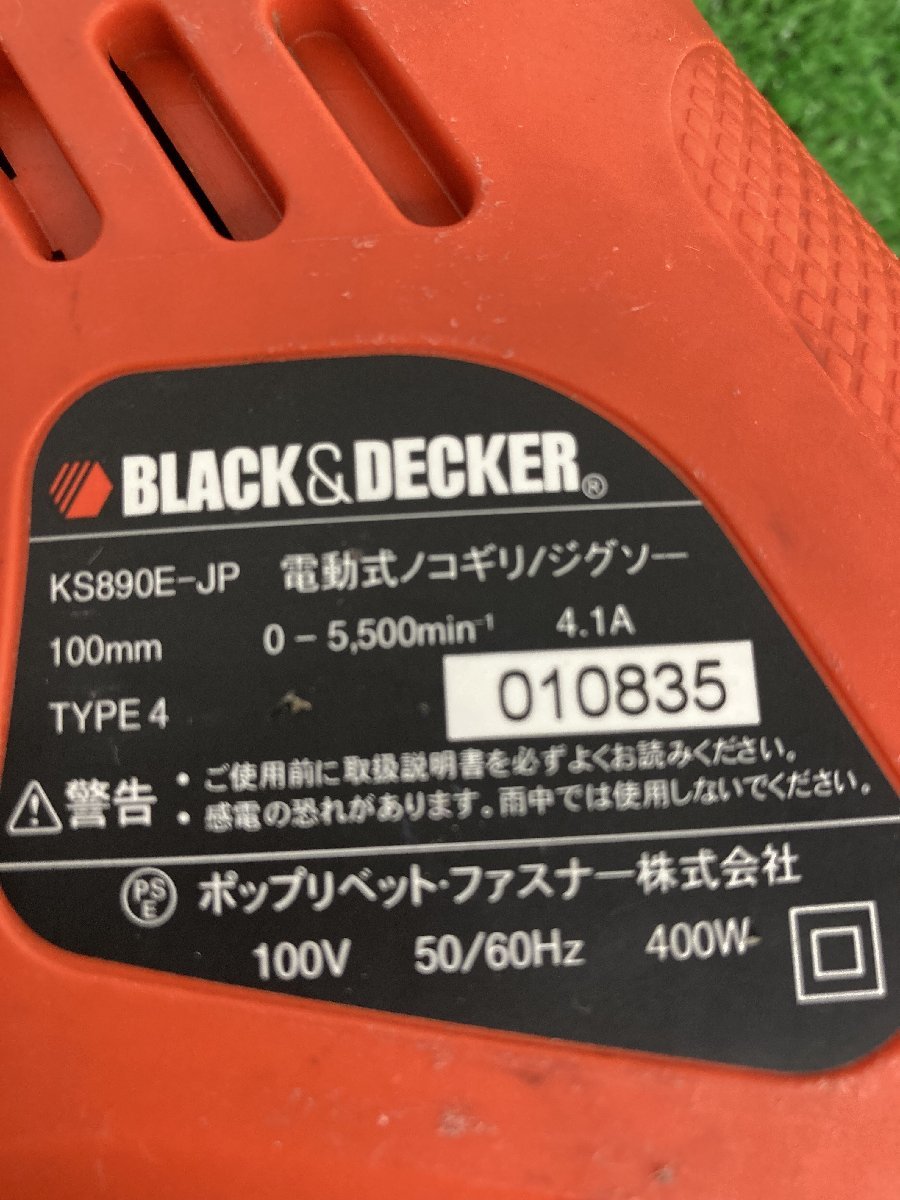 BLACK&DECKER®
KS890E-JP 電動式ノコギリ/ジグソー
100mm 0-5,500min⁻¹ 4.1A
TYPE 4 010835
警告 ・ご使用前に取扱説明書を必ずよくお読みください。
・感電の恐れがあります。雨中では使用しないでください。
PSE ポップリベット・ファスナー株式会社
100V 50/60Hz 400W